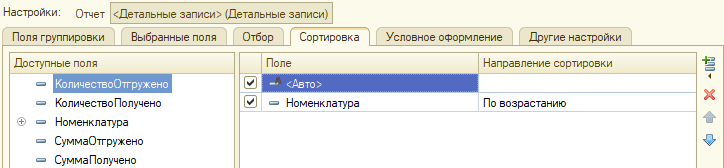 Настройки: Отчет <Детальные записи> (Детальные записи)
Поля группировки Выбранные поля Отбор Сортировка Условное оформление Другие настройки
Доступные поля Поле Направление сортировки
КоличествоОтгружено <Авто>
КоличествоПолучено Номенклатура По возрастанию
Номенклатура
СуммаОтгружено
СуммаПолучено